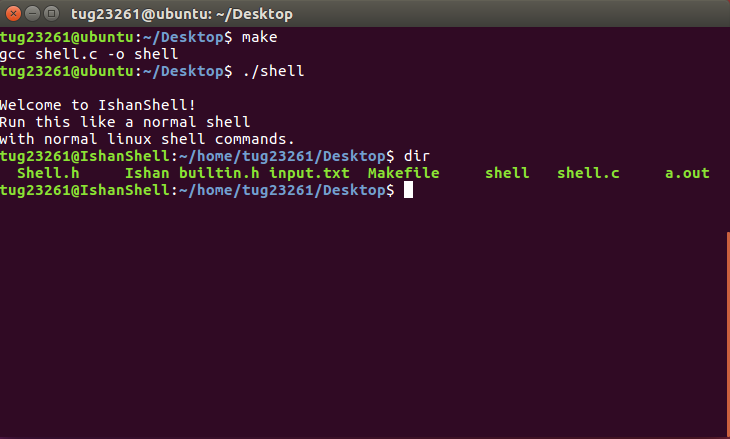 tug23261@ubuntu: ~/Desktop
tug23261@ubuntu:~/Desktop$ make
gcc shell.c -o shell
tug23261@ubuntu:~/Desktop$ ./shell
Welcome to IshanShell!
Run this like a normal shell
with normal linux shell commands.
tug23261@IshanShell:~/home/tug23261/Desktop$ dir
Shell.h Ishan builtin.h input.txt Makefile shell shell.c a.out
tug23261@IshanShell:~/home/tug23261/Desktop$